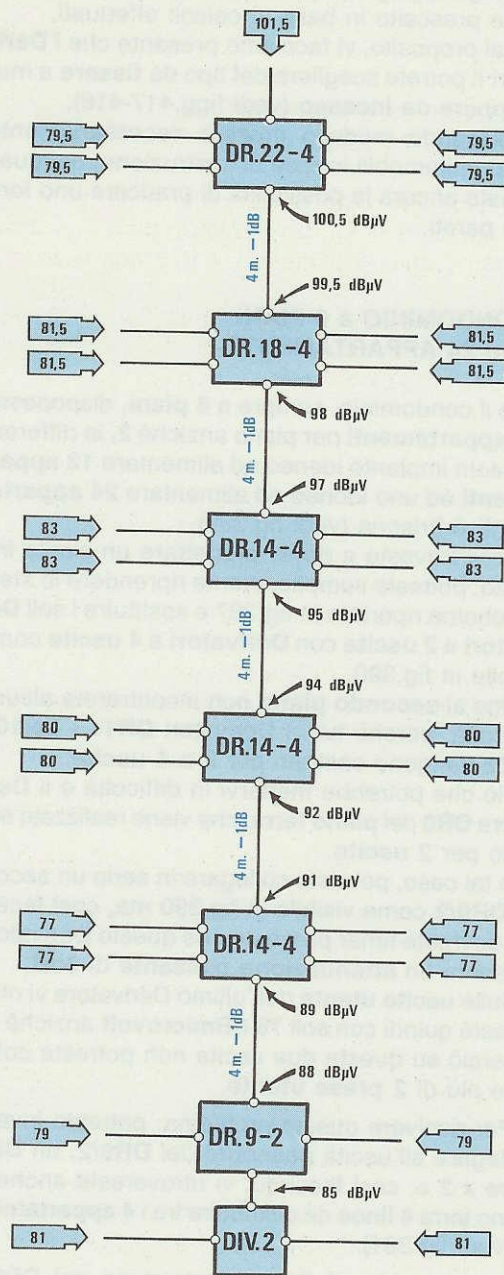 101,5
79,5 DR.22-4 79,5
79,5 79,5
100,5 dBµV
4 m. –1dB
99,5 dBµV
81,5 DR.18-4 81,5
81,5 81,5
98 dBµV
4 m. –1dB
97 dBµV
83 DR.14-4 83
83 83
95 dBµV
4 m. –1dB
94 dBµV
80 DR.14-4 80
80 80
92 dBµV
4 m. –1dB
91 dBµV
77 DR.14-4 77
77 77
89 dBµV
4 m. –1dB
88 dBµV
79 DR.9-2 79
85 dBµV
81 DIV.2 81